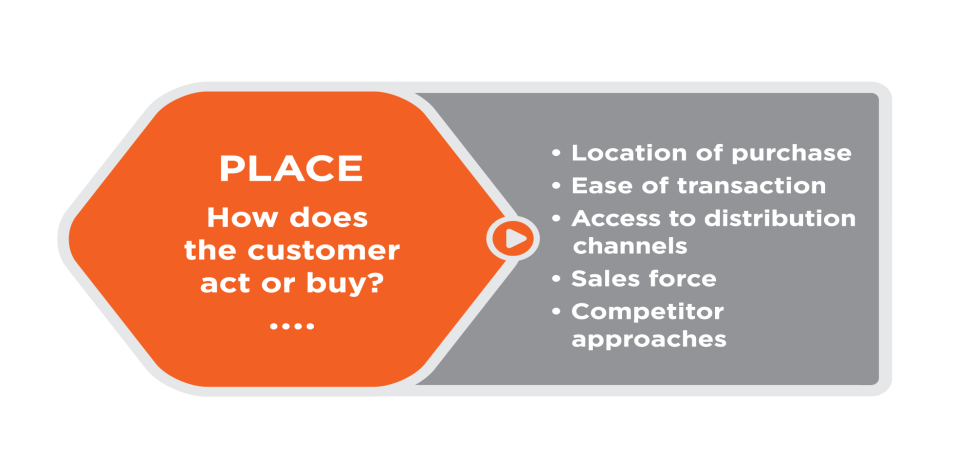 PLACE
How does
the customer
act or buy?
....
• Location of purchase
• Ease of transaction
• Access to distribution
channels
• Sales force
• Competitor
approaches